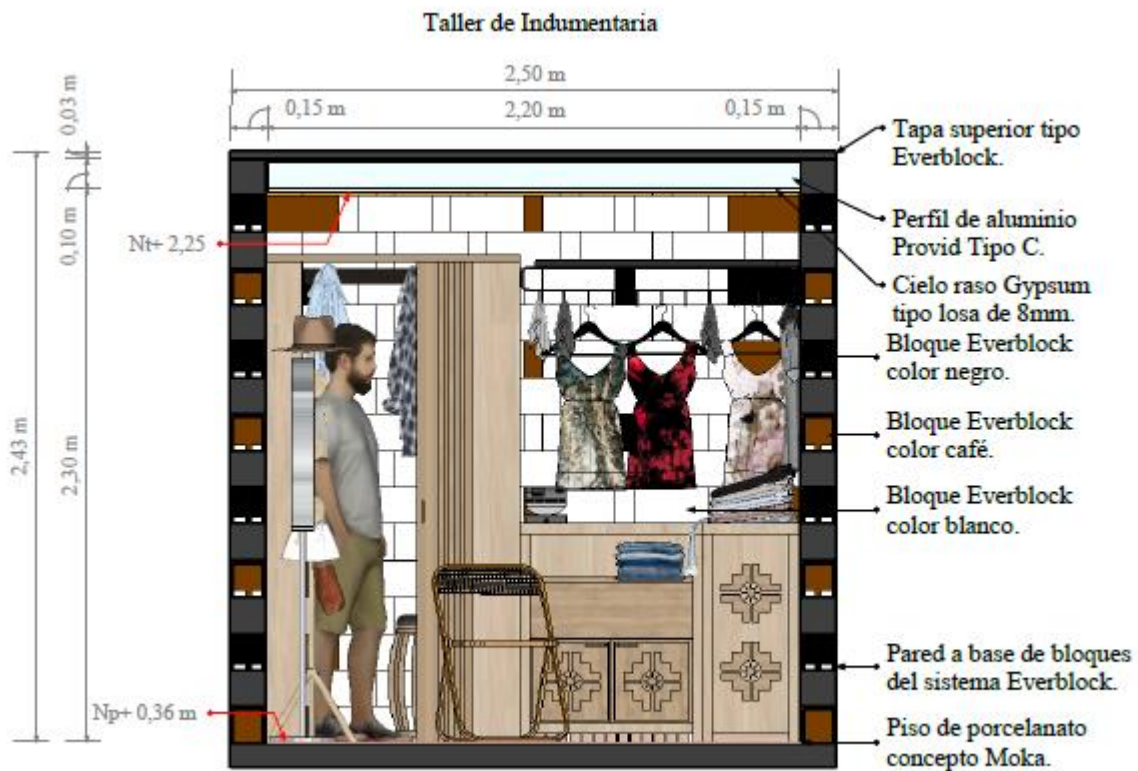 Taller de Indumentaria
2,50 m
0,15 m
2,20 m
0,15 m
0,03 m
0,10 m
2,43 m
2,30 m
Nt+ 2,25
Np+ 0,36 m
Tapa superior tipo
Everblock.
Perfíl de aluminio
Provid Tipo C.
Cielo raso Gypsum
tipo losa de 8mm.
Bloque Everblock
color negro.
Bloque Everblock
color café.
Bloque Everblock
color blanco.
Pared a base de bloques
del sistema Everblock.
Piso de porcelanato
concepto Moka.